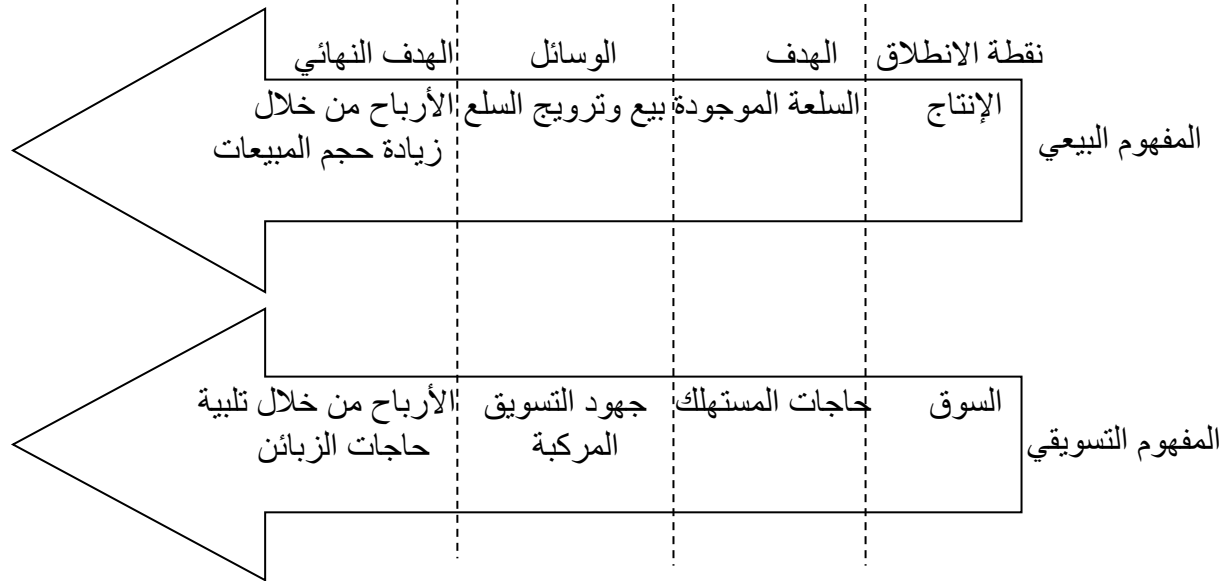 نقطة الانطلاق الهدف الوسائل الهدف النهائي
المفهوم البيعي
الإنتاج
السلعة الموجودة
بيع وترويج السلع
الأرباح من خلال
زيادة حجم المبيعات
المفهوم التسويقي
السوق
حاجات المستهلك
جهود التسويق
المركبة
الأرباح من خلال تلبية
حاجات الزبائن